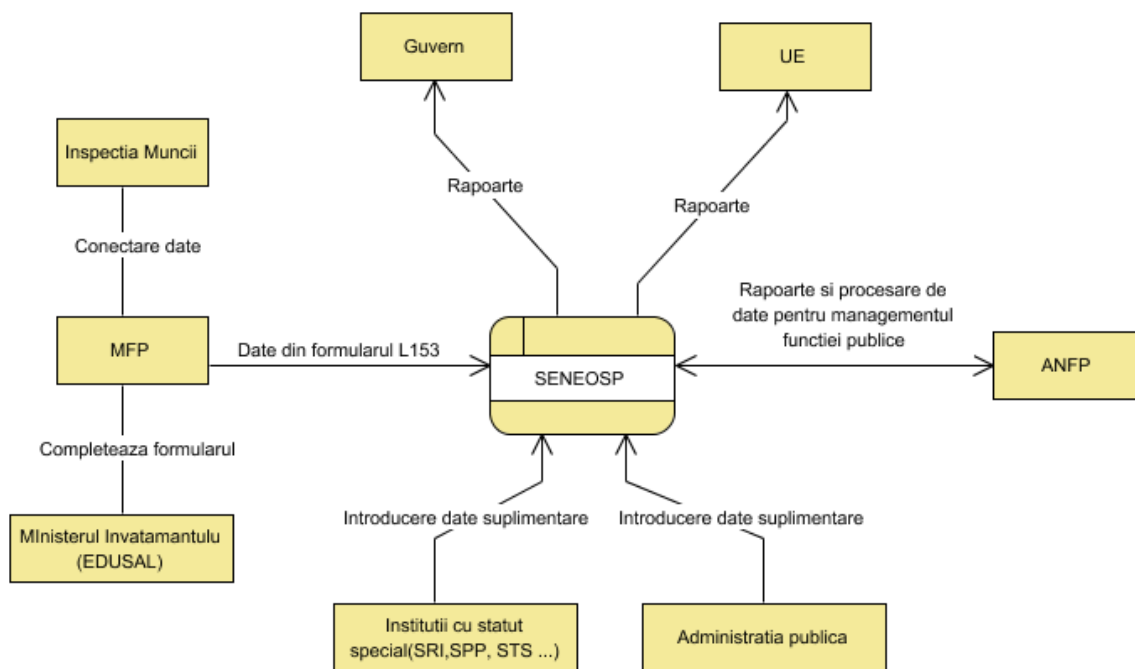 Guvern
UE
Inspectia Muncii
Rapoarte
Rapoarte
Conectare date
Rapoarte si procesare de
date pentru managementul
functiei publice
MFP
Date din formularul L153
SENEOSP
ANFP
Completeaza formularul
MInisterul Invatamantului
(EDUSAL)
Introducere date suplimentare
Introducere date suplimentare
Institutii cu statut
special(SRI,SPP, STS ...)
Administratia publica